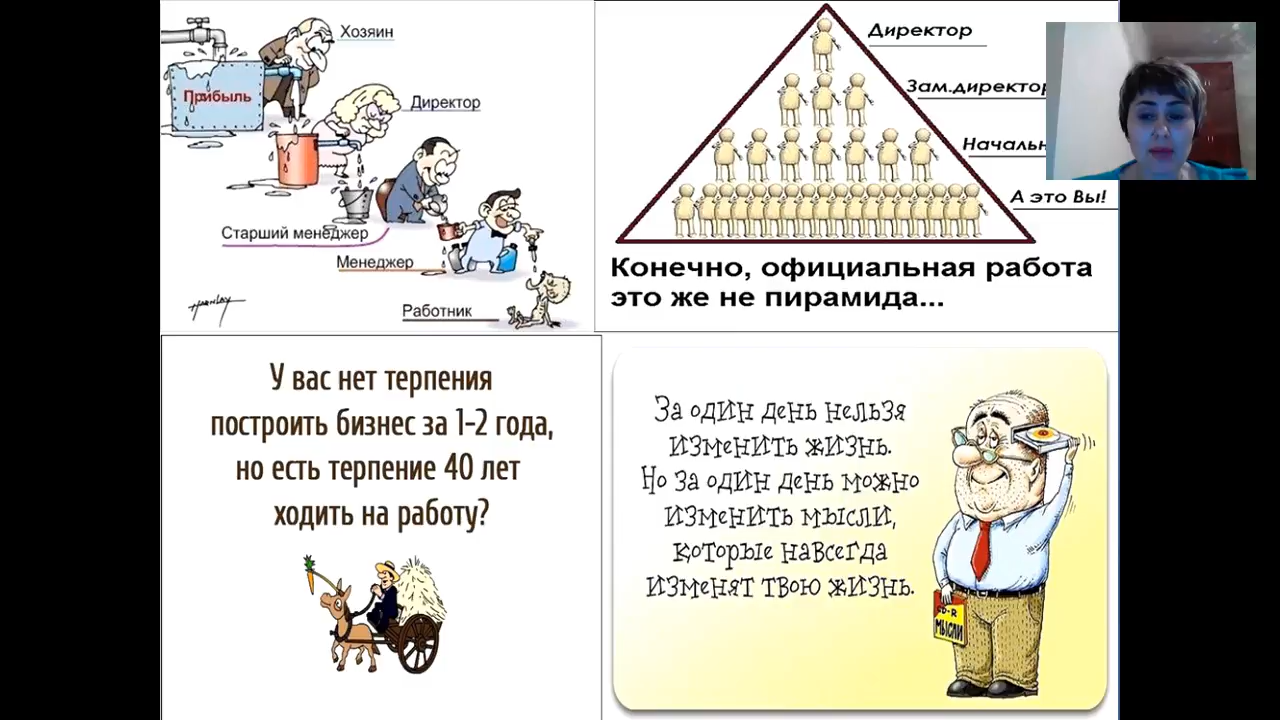 Хозяин
Прибыль
Директор
Старший менеджер
Менеджер
Работник
Директор
Зам.директор
Начальн
А это Вы!
Конечно, официальная работа
это же не пирамида...
У вас нет терпения
построить бизнес за 1-2 года,
но есть терпение 40 лет
ходить на работу?
За один день нельзя
изменить жизнь.
Но за один день можно
изменить мысли,
которые навсегда
изменят твою жизнь.
CD-R
МЫСЛИ